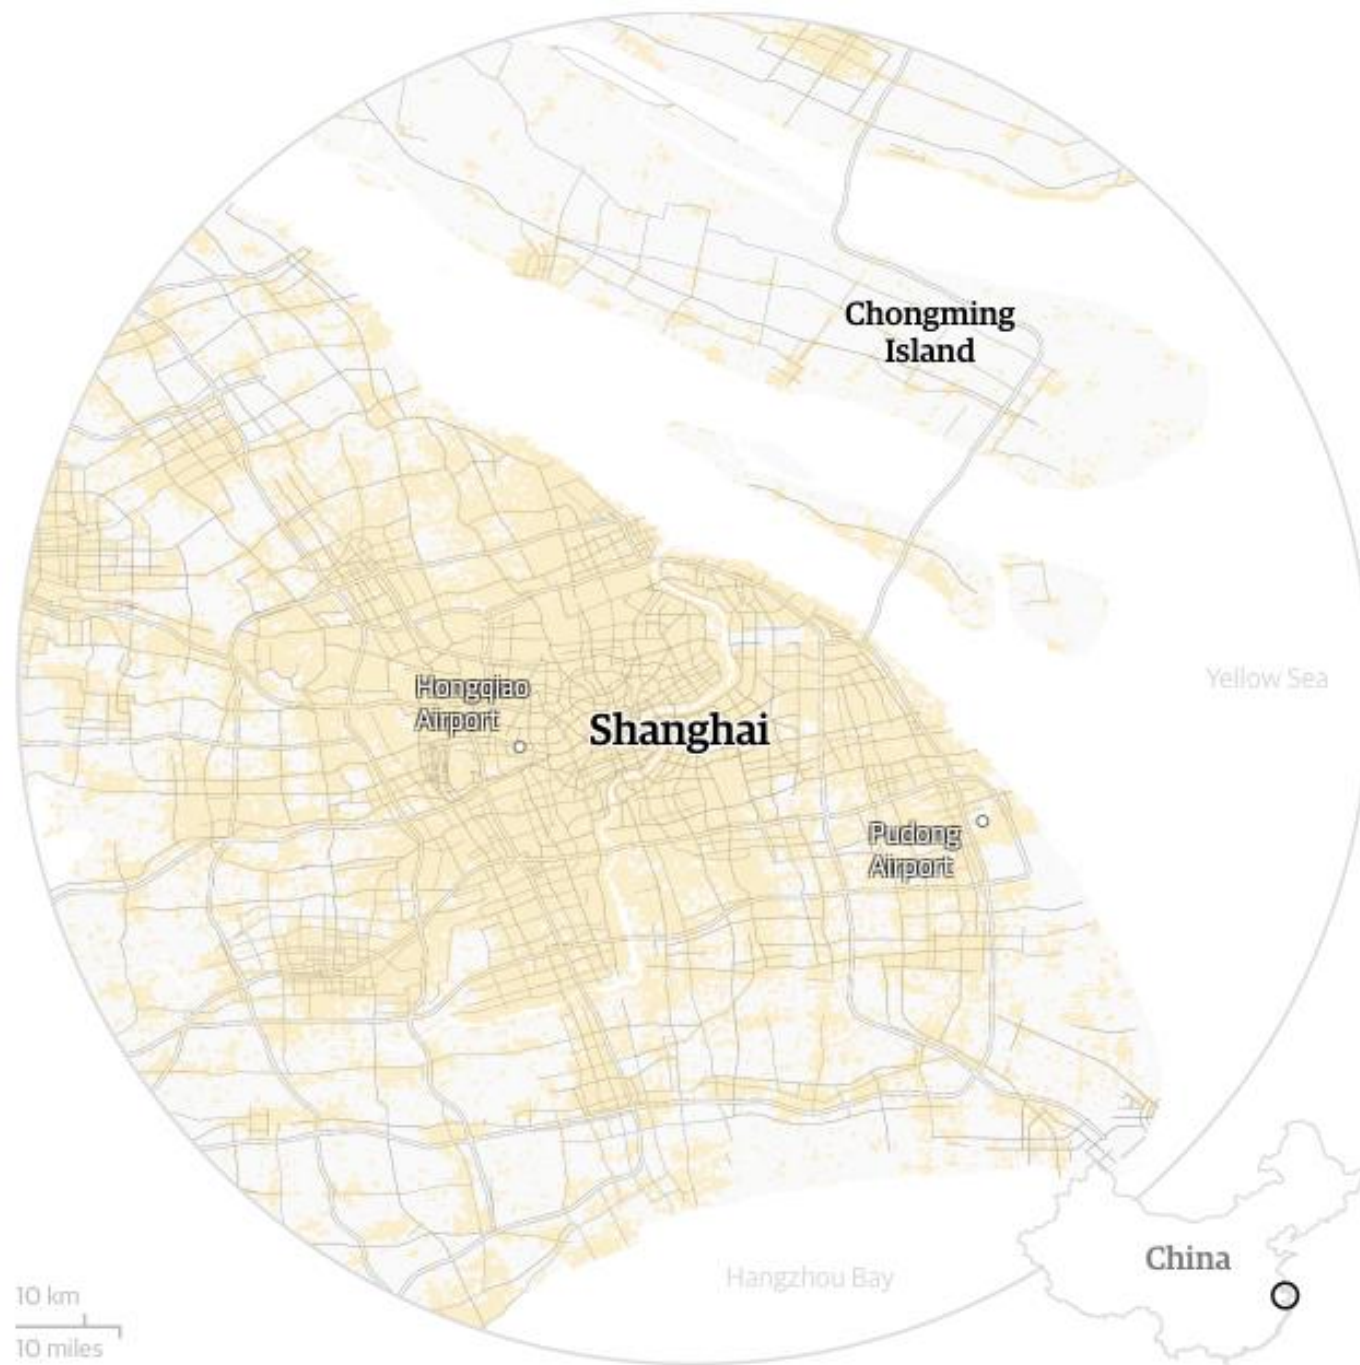 Chongming
Island
Hongqiao
Airport
Shanghai
Yellow Sea
Pudong
Airport
Hangzhou Bay
China
10 km
10 miles